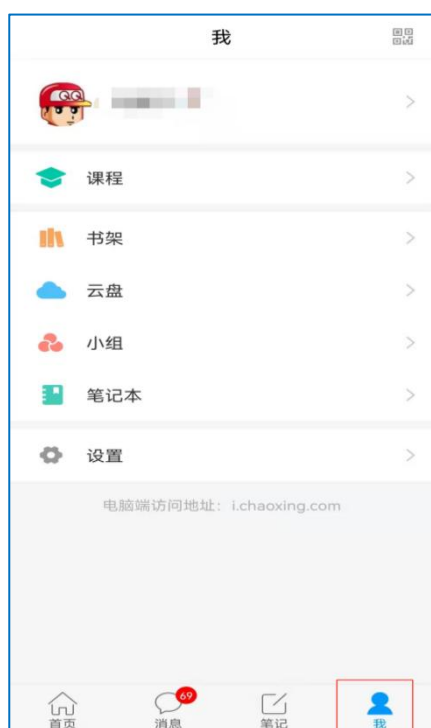 我
课程
书架
云盘
小组
笔记本
设置
电脑端访问地址：i.chaoxing.com
69
首页
消息
笔记
我